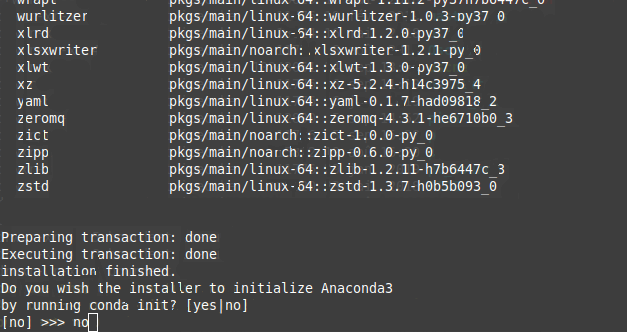 wrapt pkgs/main/linux-64::wrapt-1.11.2-py37h7b6447c_0
wurlitzer pkgs/main/linux-64::wurlitzer-1.0.3-py37_0
xlrd pkgs/main/linux-64::xlrd-1.2.0-py37_0
xlsxwriter pkgs/main/noarch::xlsxwriter-1.2.1-py_0
xlwt pkgs/main/linux-64::xlwt-1.3.0-py37_0
xz pkgs/main/linux-64::xz-5.2.4-h14c3975_4
yaml pkgs/main/linux-64::yaml-0.1.7-had09818_2
zeromq pkgs/main/linux-64::zeromq-4.3.1-he6710b0_3
zict pkgs/main/noarch::zict-1.0.0-py_0
zipp pkgs/main/noarch::zipp-0.6.0-py_0
zlib pkgs/main/linux-64::zlib-1.2.11-h7b6447c_3
zstd pkgs/main/linux-64::zstd-1.3.7-h0b5b093_0
Preparing transaction: done
Executing transaction: done
installation finished.
Do you wish the installer to initialize Anaconda3
by running conda init? [yes|no]
[no] >>> no